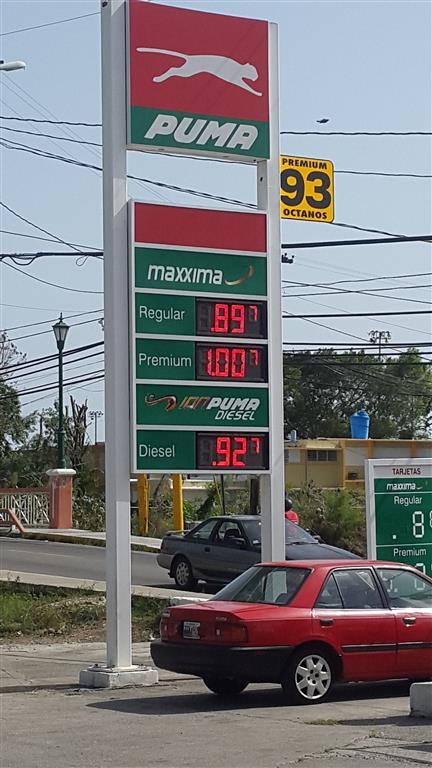 PUMA
PREMIUM
93
OCTANOS
maxxima
Regular .897
Premium 1.007
ION PUMA
DIESEL
Diesel .927
TARJETAS
maxxima
Regular
.8
Premium